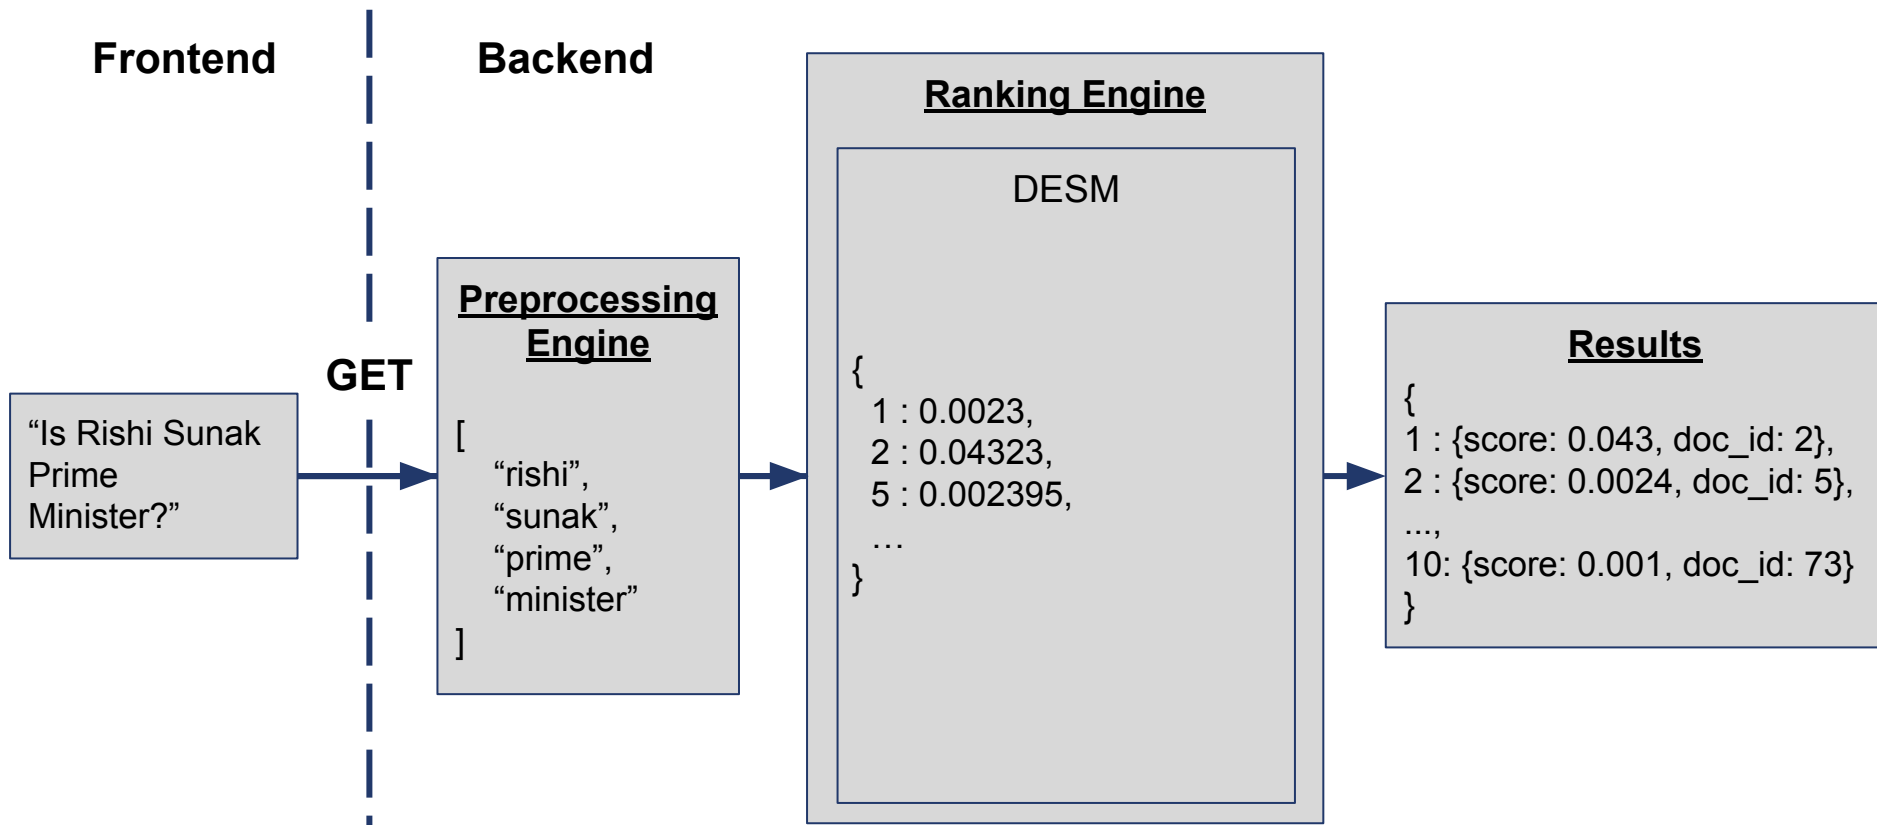 Frontend
Backend
GET
“Is Rishi Sunak
Prime
Minister?”
Preprocessing
Engine
[
“rishi”,
“sunak”,
“prime”,
“minister”
]
Ranking Engine
DESM
{
1 : 0.0023,
2 : 0.04323,
5 : 0.002395,
…
}
Results
{
1 : {score: 0.043, doc_id: 2},
2 : {score: 0.0024, doc_id: 5},
...,
10: {score: 0.001, doc_id: 73}
}